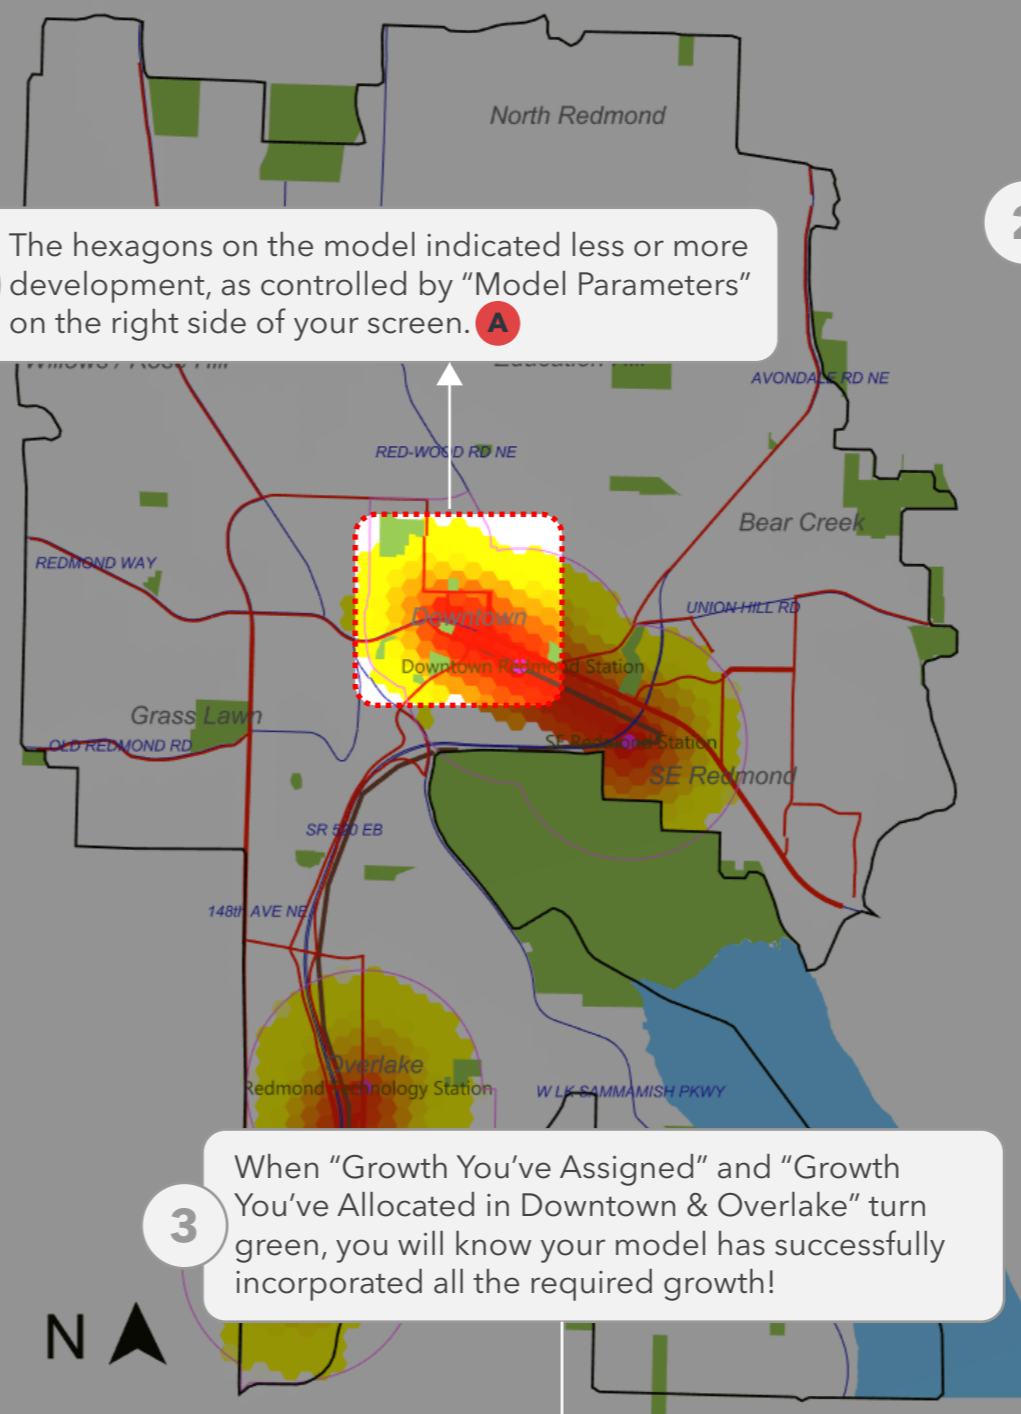 North Redmond
2
The hexagons on the model indicated less or more
development, as controlled by “Model Parameters”
on the right side of your screen. A
AVONDALE RD NE
RED-WOOD RD NE
Bear Creek
REDMOND WAY
UNION HILL RD
Downtown
Downtown Redmond Station
Grass Lawn
OLD REDMOND RD
SE Redmond Station
SE Redmond
SR 520 EB
148th AVE NE
Overlake
Redmond Technology Station
W LK SAMMAMISH PKWY
3
When “Growth You’ve Assigned” and “Growth
You’ve Allocated in Downtown & Overlake” turn
green, you will know your model has successfully
incorporated all the required growth!
N